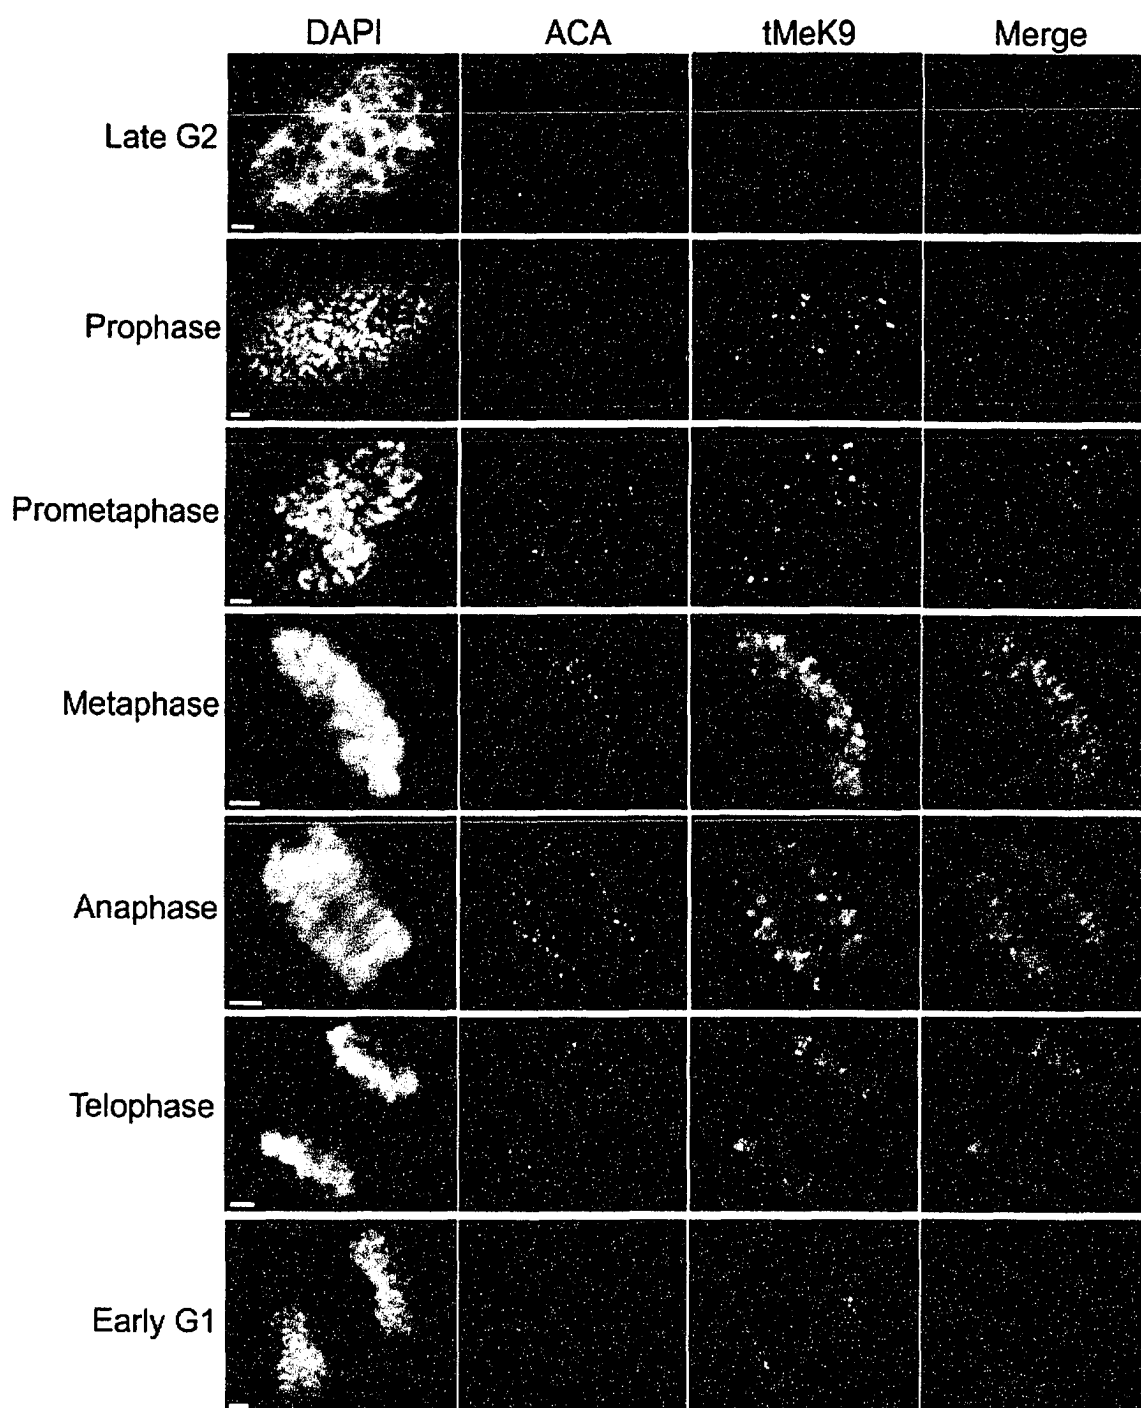 DAPI ACA tMeK9 Merge
Late G2
Prophase
Prometaphase
Metaphase
Anaphase
Telophase
Early G1